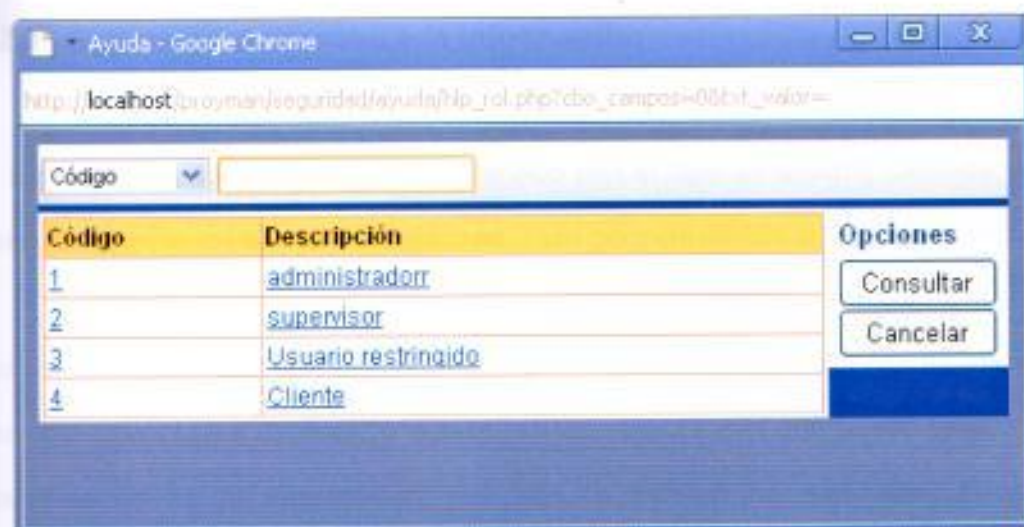 Ayuda - Google Chrome
localhost
Código
Código Descripción Opciones
1 administradorr Consultar
2 supervisor Cancelar
3 Usuario restringido
4 Cliente